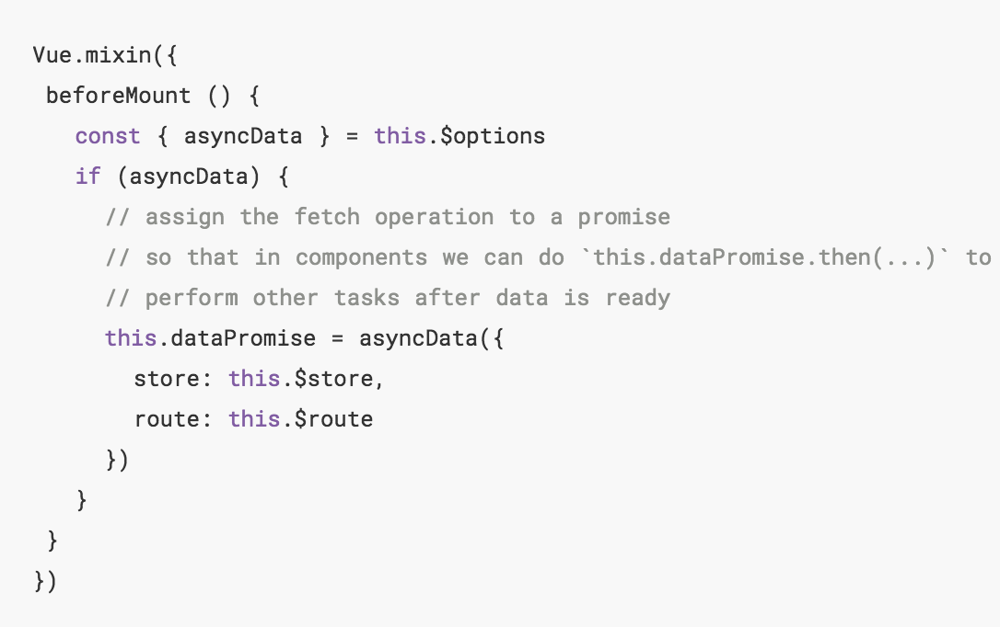 Vue.mixin({
 beforeMount () {
   const { asyncData } = this.$options
   if (asyncData) {
     // assign the fetch operation to a promise
     // so that in components we can do `this.dataPromise.then(...)` to
     // perform other tasks after data is ready
     this.dataPromise = asyncData({
       store: this.$store,
       route: this.$route
     })
   }
 }
})